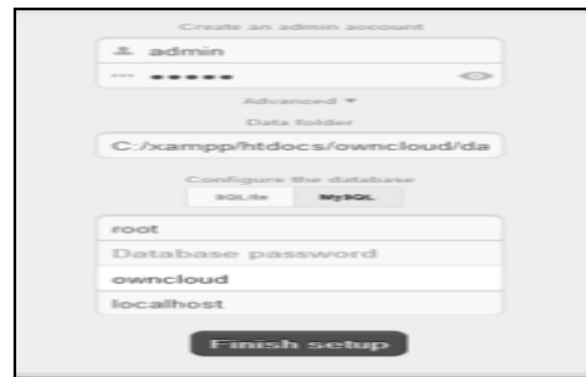 Create an admin account
admin
•••••
Advanced ▼
Data folder
C:/xampp/htdocs/owncloud/da
Configure the database
SQLite MySQL
root
Database password
owncloud
localhost
Finish setup